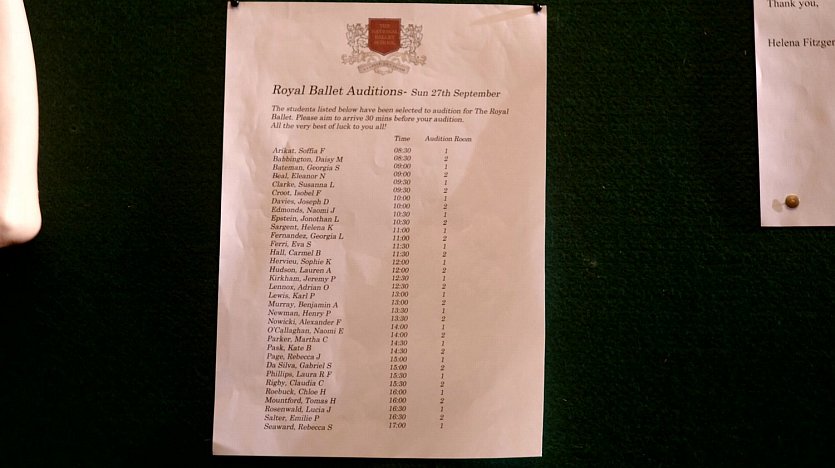 THE NATIONAL BALLET SCHOOL
Royal Ballet Auditions- Sun 27th September
The students listed below have been selected to audition for The Royal
Ballet. Please aim to arrive 30 mins before your audition.
All the very best of luck to you all!
Time Audition Room
Arikat, Soffia F
Babbington, Daisy M
Bateman, Georgia S
Beal, Eleanor N
Clarke, Susanna L
Croot, Isobel F
Davies, Joseph D
Edmonds, Naomi J
Epstein, Jonothan L
Sargent, Helena K
Fernandez, Georgia L
Ferri, Eva S
Hall, Carmel B
Hervieu, Sophie K
Hudson, Lauren A
Kirkham, Jeremy P
Lennox, Adrian O
Lewis, Karl P
Murray, Benjamin A
Newman, Henry P
Nowicki, Alexander F
O'Callaghan, Naomi E
Parker, Martha C
Pask, Kate B
Page, Rebecca J
Da Silva, Gabriel S
Phillips, Laura R F
Rigby, Claudia C
Roebuck, Chloe H
Mountford, Tomas H
Rosenwald, Lucia J
Salter, Emilie P
Seaward, Rebecca S
08:30 1
08:30 2
09:00 1
09:00 2
09:30 1
09:30 2
10:00 1
10:00 2
10:30 1
10:30 2
11:00 1
11:00 2
11:30 1
11:30 2
12:00 1
12:00 2
12:30 1
12:30 2
13:00 1
13:00 2
13:30 1
13:30 2
14:00 1
14:00 2
14:30 1
14:30 2
15:00 1
15:00 2
15:30 1
15:30 2
16:00 1
16:00 2
16:30 1
16:30 2
17:00 1
Thank you,
Helena Fitzger